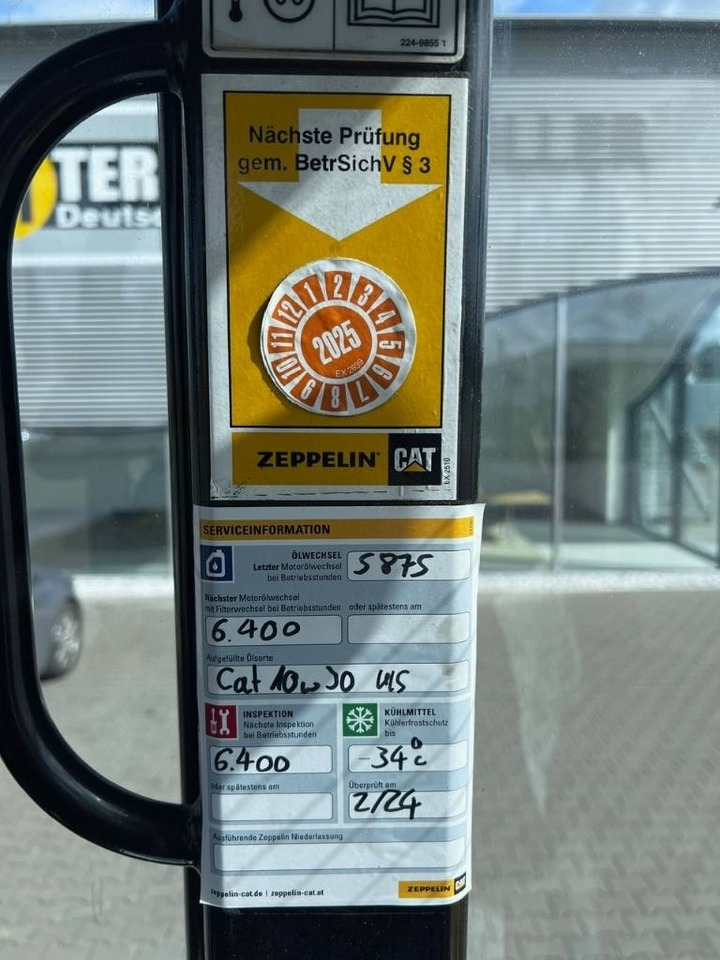 224-9855 1
TER
Deuts
Nächste Prüfung
gem. BetrSichV § 3
1 2 3 4 5 6 7 8 9 10 11 12
2025
EX 2639
ZEPPELIN CAT
EX 2510
SERVICEINFORMATION
ÖLWECHSEL
Letzter Motorölwechsel
bei Betriebsstunden
5875
Nächster Motorölwechsel
mit Filterwechsel bei Betriebsstunden
oder spätestens am
6.400
Aufgefüllte Ölsorte
Cat 10w30
INSPEKTION
Nächste Inspektion
bei Betriebsstunden
KÜHLMITTEL
Kühlerfrostschutz
bis
6.400
-34°C
oder spätestens am
Überprüft am
2/24
Ausführende Zeppelin Niederlassung
zeppelin-cat.de | zeppelin-cat.at
ZEPPELIN CAT